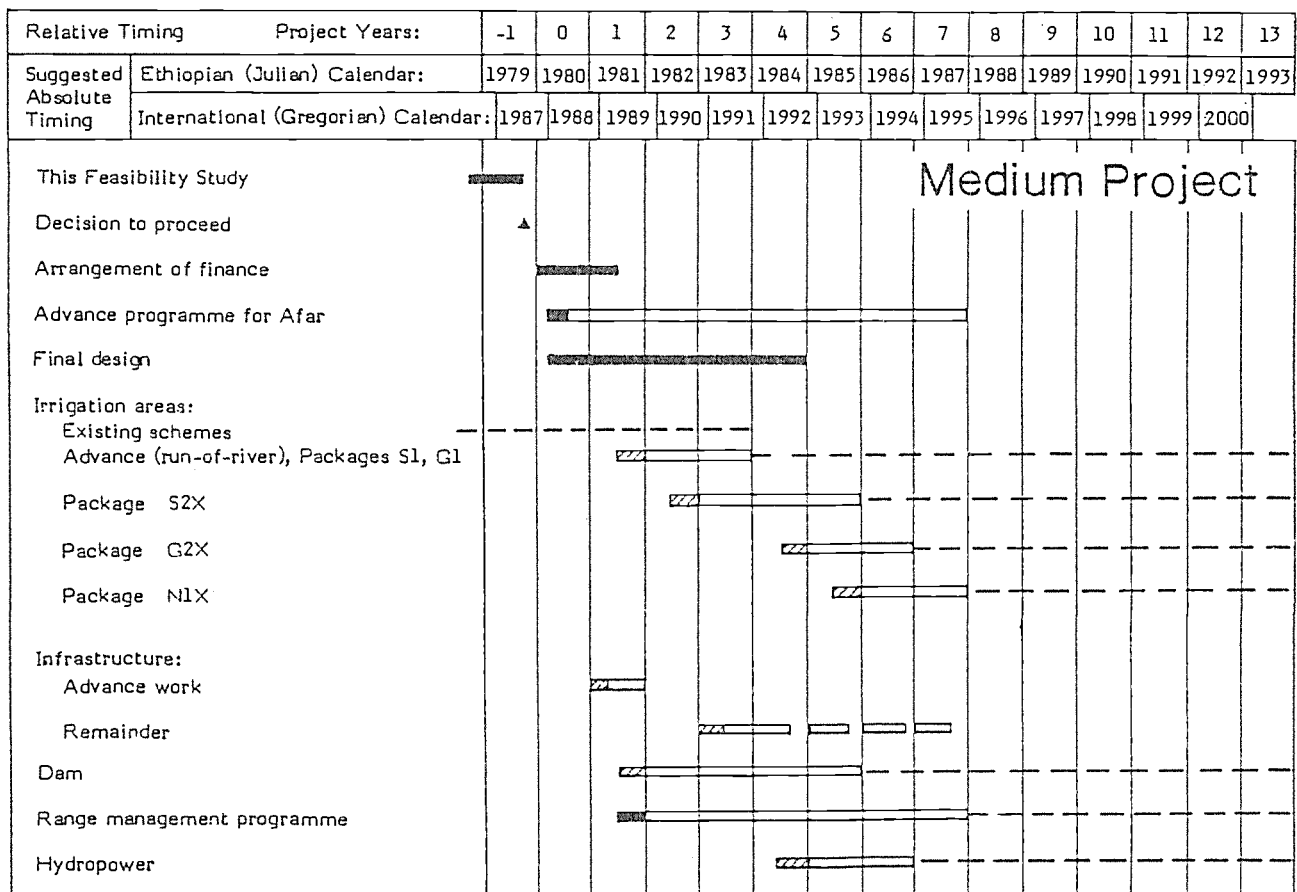 Relative Timing Project Years: -1 0 1 2 3 4 5 6 7 8 9 10 11 12 13
Suggested Absolute Timing
Ethiopian (Julian) Calendar: 1979 1980 1981 1982 1983 1984 1985 1986 1987 1988 1989 1990 1991 1992 1993
International (Gregorian) Calendar: 1987 1988 1989 1990 1991 1992 1993 1994 1995 1996 1997 1998 1999 2000
Medium Project
This Feasibility Study
Decision to proceed
Arrangement of finance
Advance programme for Afar
Final design
Irrigation areas:
Existing schemes
Advance (run-of-river), Packages S1, G1
Package S2X
Package G2X
Package N1X
Infrastructure:
Advance work
Remainder
Dam
Range management programme
Hydropower